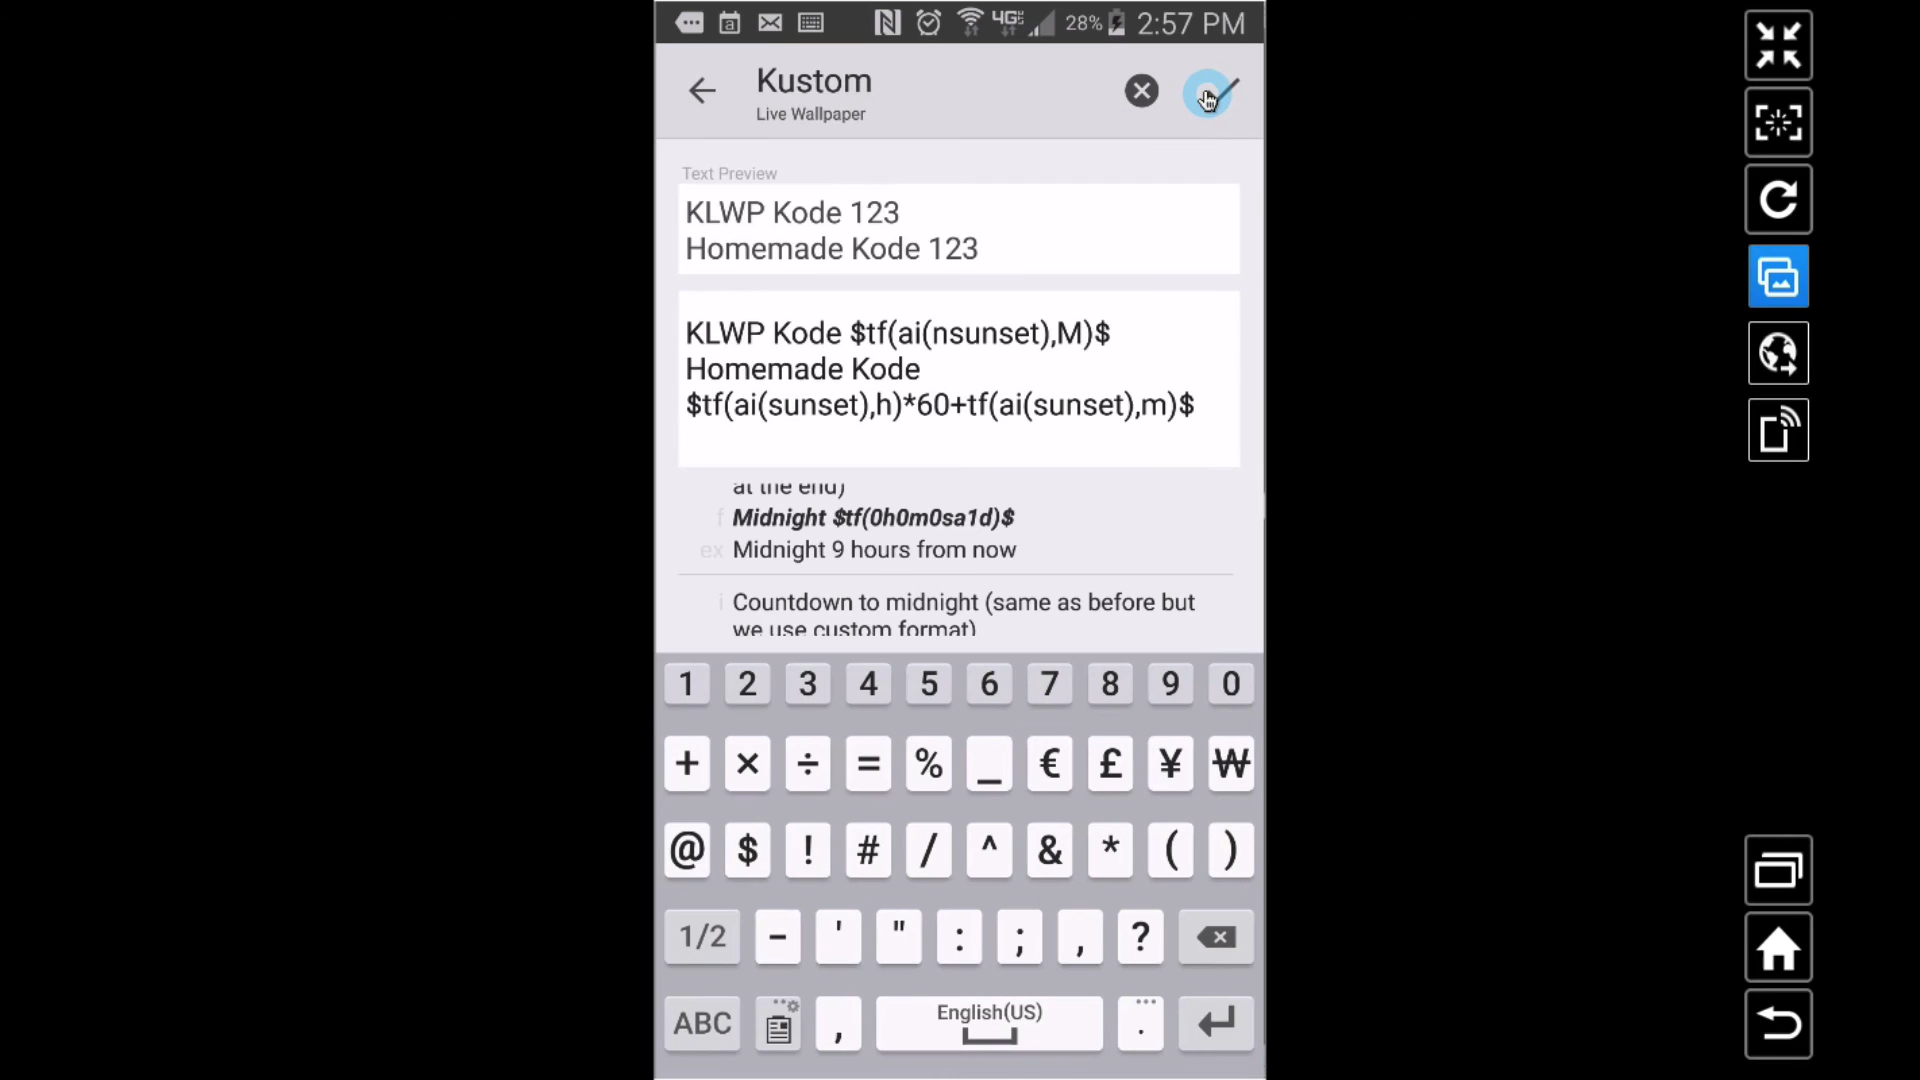 28% 2:57 PM
Kustom
Live Wallpaper
Text Preview
KLWP Kode 123
Homemade Kode 123
KLWP Kode $tf(ai(nsunset),M)$
Homemade Kode
$tf(ai(sunset),h)*60+tf(ai(sunset),m)$
at the end)
f Midnight $tf(0h0m0sa1d)$
ex Midnight 9 hours from now
i Countdown to midnight (same as before but
we use custom format)
1 2 3 4 5 6 7 8 9 0
+ × ÷ = % _ € £ ¥ ₩
@ $ ! # / ^ & * ( )
1/2 - ' " : ; , ?
ABC , English(US) .